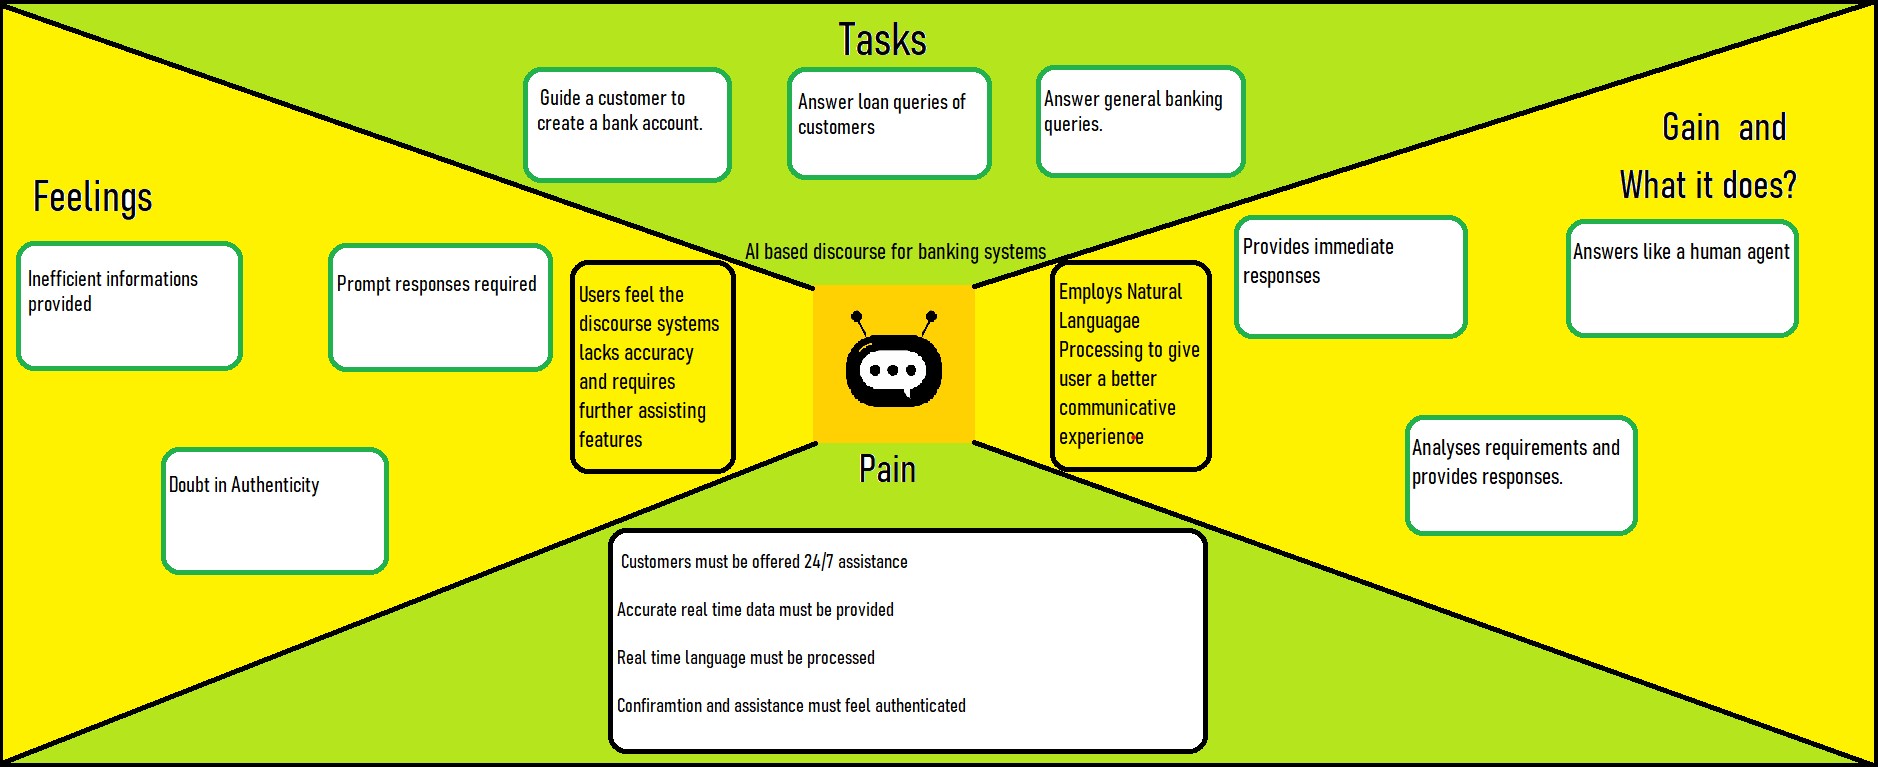 Tasks
Guide a customer to
create a bank account.
Answer loan queries of
customers
Answer general banking
queries.
Gain and
What it does?
Feelings
Inefficient informations
provided
Prompt responses required
Doubt in Authenticity
Users feel the
discourse systems
lacks accuracy
and requires
further assisting
features
AI based discourse for banking systems
Employs Natural
Languagae
Processing to give
user a better
communicative
experience
Provides immediate
responses
Answers like a human agent
Analyses requirements and
provides responses.
Pain
Customers must be offered 24/7 assistance
Accurate real time data must be provided
Real time language must be processed
Confiramtion and assistance must feel authenticated